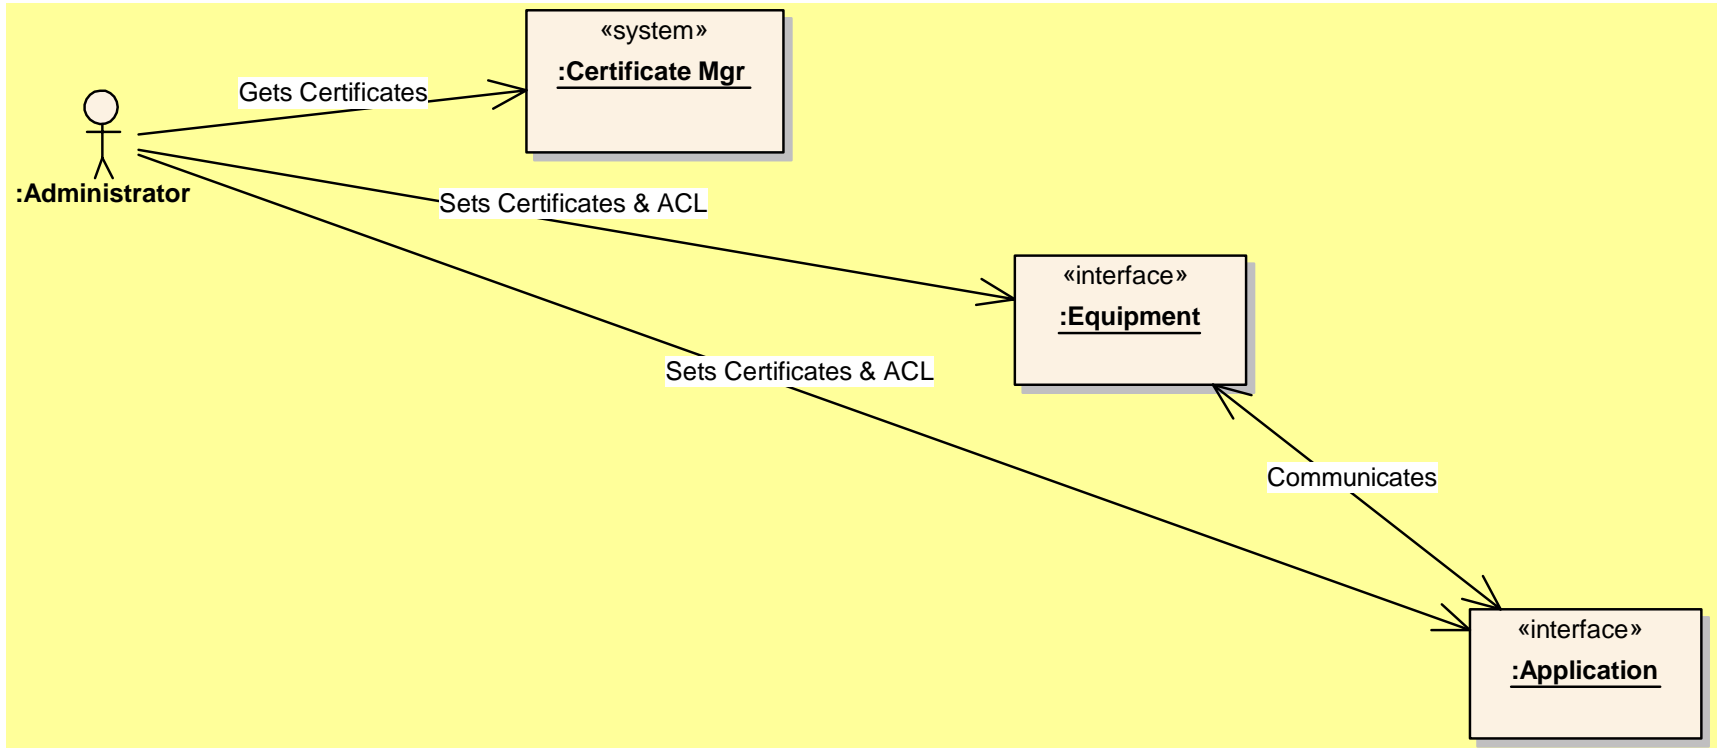 «system»
:Certificate Mgr
Gets Certificates
:Administrator
Sets Certificates & ACL
«interface»
:Equipment
Sets Certificates & ACL
Communicates
«interface»
:Application